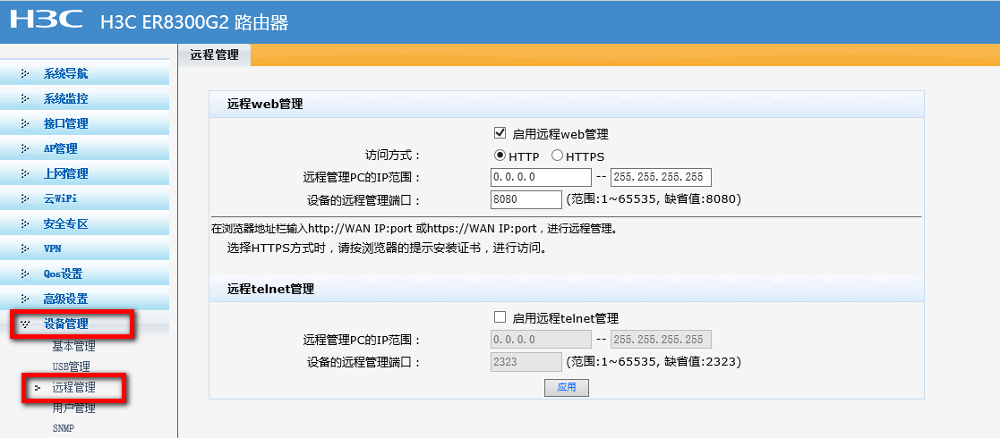 H3C H3C ER8300G2 路由器
远程管理
系统导航
系统监控
接口管理
AP管理
上网管理
云WiFi
安全专区
VPN
Qos设置
高级设置
设备管理
基本管理
USB管理
远程管理
用户管理
SNMP
远程web管理
启用远程web管理
访问方式： HTTP HTTPS
远程管理PC的IP范围： 0.0.0.0 -- 255.255.255.255
设备的远程管理端口： 8080 (范围:1~65535, 缺省值:8080)
在浏览器地址栏输入http://WAN IP:port 或https://WAN IP:port，进行远程管理。
选择HTTPS方式时，请按浏览器的提示安装证书，进行访问。
远程telnet管理
启用远程telnet管理
远程管理PC的IP范围： 0.0.0.0 -- 255.255.255.255
设备的远程管理端口： 2323 (范围:1~65535, 缺省值:2323)
应用